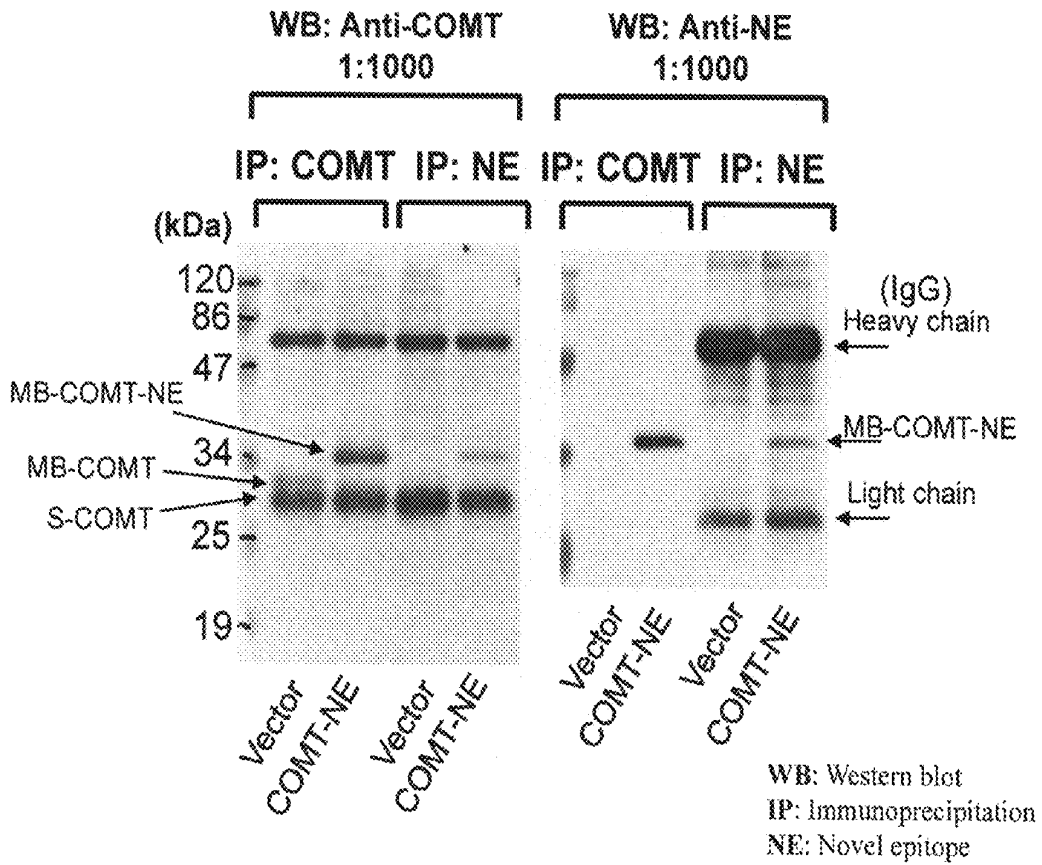 WB: Anti-COMT
1:1000
WB: Anti-NE
1:1000
IP: COMT IP: NE IP: COMT IP: NE
(kDa)
120
86
47
34
25
19
MB-COMT-NE
MB-COMT
S-COMT
(IgG)
Heavy chain
MB-COMT-NE
Light chain
Vector
COMT-NE
Vector
COMT-NE
Vector
COMT-NE
Vector
COMT-NE
WB: Western blot
IP: Immunoprecipitation
NE: Novel epitope